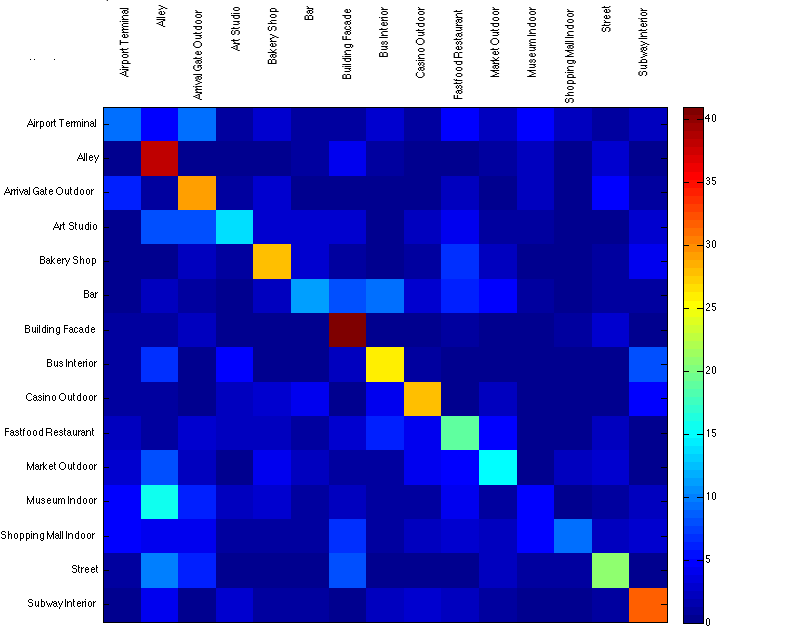 Airport Terminal
Alley
Arrival Gate Outdoor
Art Studio
Bakery Shop
Bar
Building Facade
Bus Interior
Casino Outdoor
Fastfood Restaurant
Market Outdoor
Museum Indoor
Shopping Mall Indoor
Street
Subway Interior
Airport Terminal
Alley
Arrival Gate Outdoor
Art Studio
Bakery Shop
Bar
Building Facade
Bus Interior
Casino Outdoor
Fastfood Restaurant
Market Outdoor
Museum Indoor
Shopping Mall Indoor
Street
Subway Interior
40
35
30
25
20
15
10
5
0